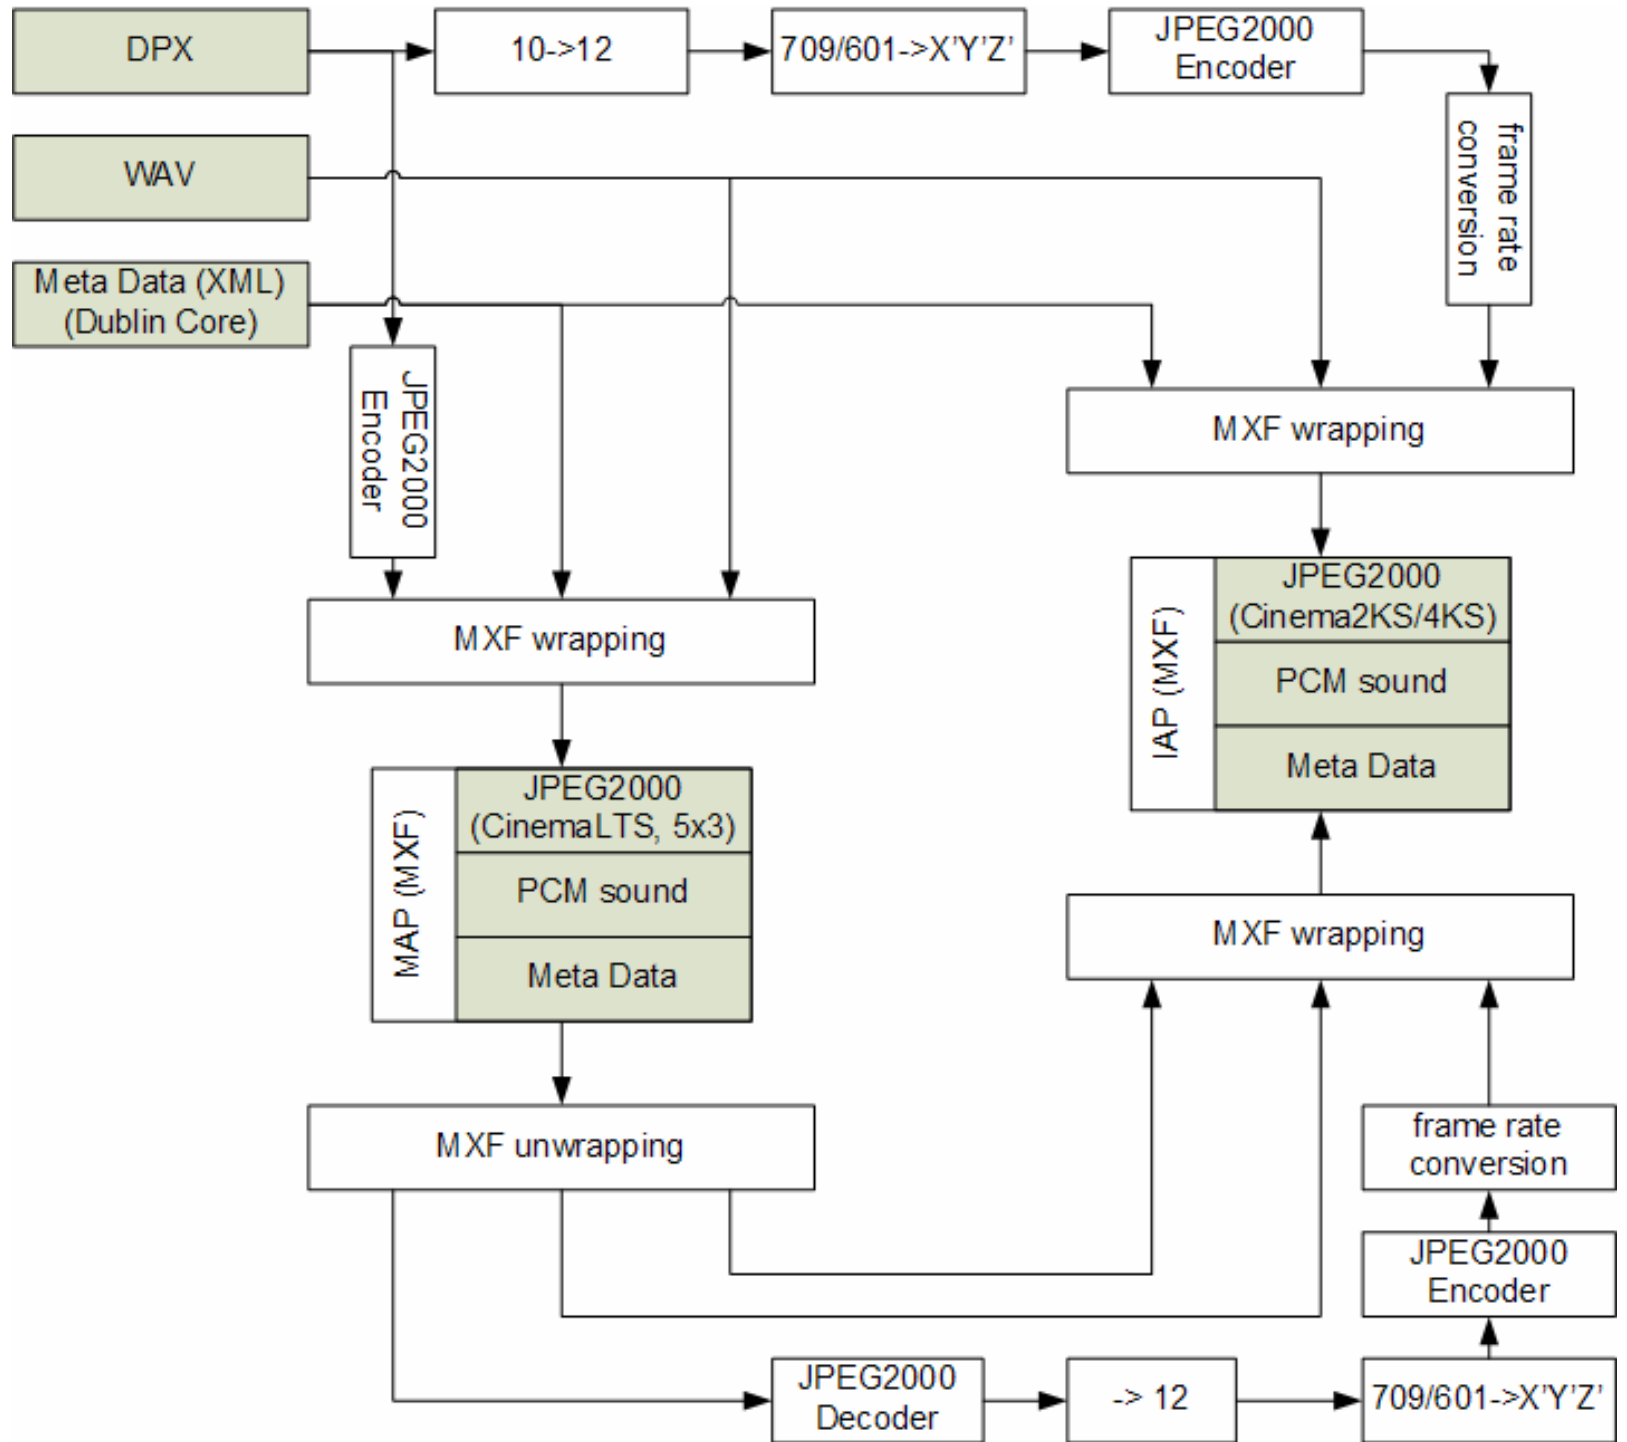 DPX
10->12
709/601->X'Y'Z'
JPEG2000
Encoder
frame rate
conversion
WAV
Meta Data (XML)
(Dublin Core)
JPEG2000
Encoder
MXF wrapping
MXF wrapping
JPEG2000
(Cinema2KS/4KS)
PCM sound
Meta Data
IAP (MXF)
JPEG2000
(CinemaLTS, 5x3)
PCM sound
Meta Data
MAP (MXF)
MXF wrapping
MXF unwrapping
frame rate
conversion
JPEG2000
Encoder
JPEG2000
Decoder
-> 12
709/601->X'Y'Z'